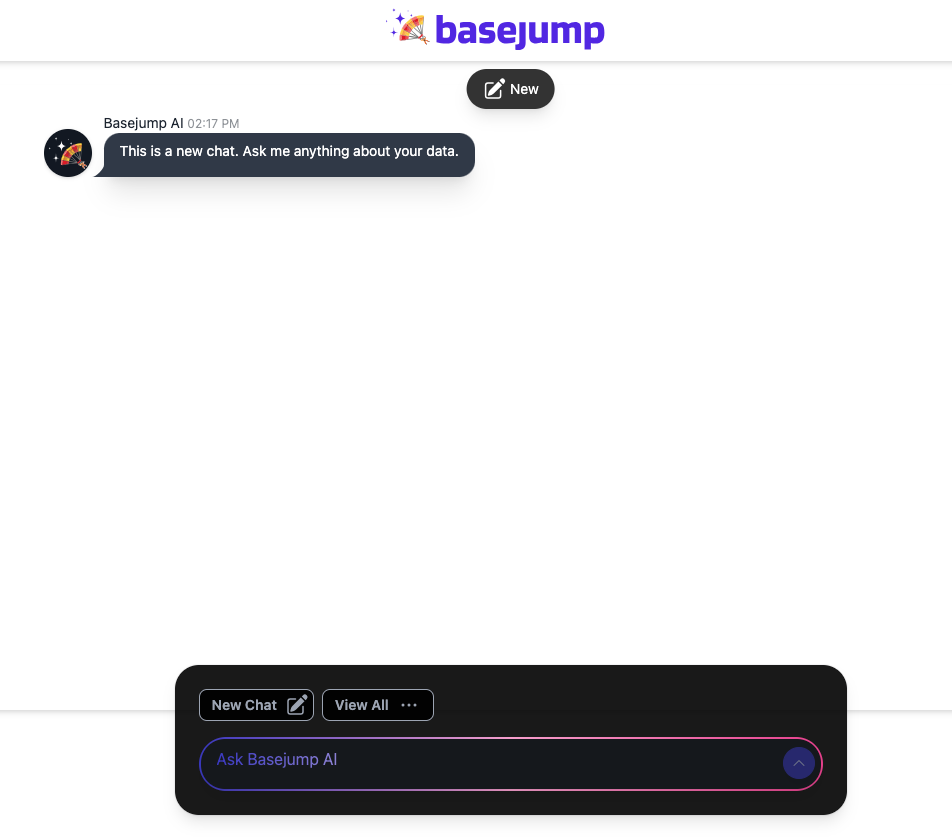 basejump
New
Basejump AI 02:17 PM
This is a new chat. Ask me anything about your data.
New Chat
View All ···
Ask Basejump AI